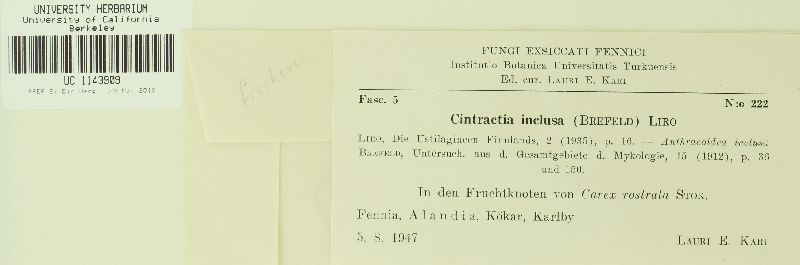 UNIVERSITY HERBARIUM
University of California
Berkeley
UC 1143909
FUNGI EXSICCATI FENNICI
Institutio Botanica Universitatis Turkuensis
Ed. cur. LAURI E. KARI
Fasc. 5 N:o 222
Cintractia inclusa (BREFELD) LIRO
LIRO, Die Ustilagineen Finnlands, 2 (1935), p. 16. — Anthracoidea inclusa
BREFELD, Untersuch. aus d. Gesamtgebiete d. Mykologie, 15 (1912), p. 36
und 150.
In den Fruchtknoten von Carex rostrata STOK.
Fennia, Alandia, Kökar, Karlby
5. 8. 1947 LAURI E. KARI